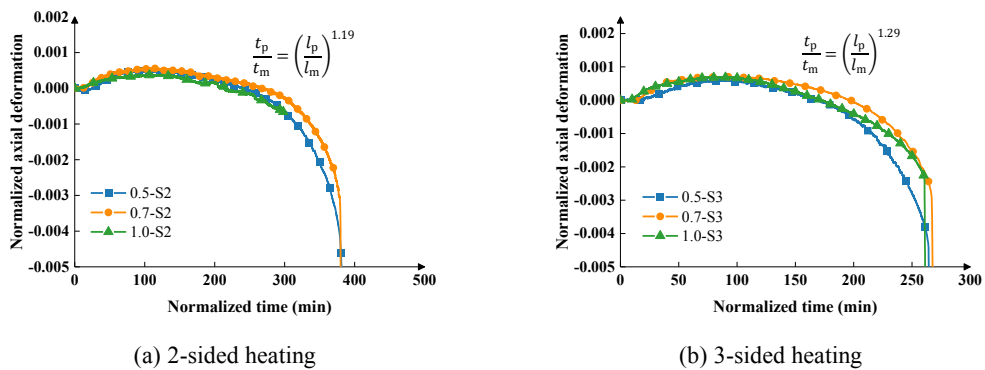 0.002
0.001
0.000
-0.001
-0.002
-0.003
-0.004
-0.005
Normalized axial deformation
t_p/t_m = (l_p/l_m)^1.19
0.5-S2
0.7-S2
1.0-S2
0 100 200 300 400 500
Normalized time (min)
(a) 2-sided heating
0.002
0.001
0.000
-0.001
-0.002
-0.003
-0.004
-0.005
Normalized axial deformation
t_p/t_m = (l_p/l_m)^1.29
0.5-S3
0.7-S3
1.0-S3
0 50 100 150 200 250 300
Normalized time (min)
(b) 3-sided heating